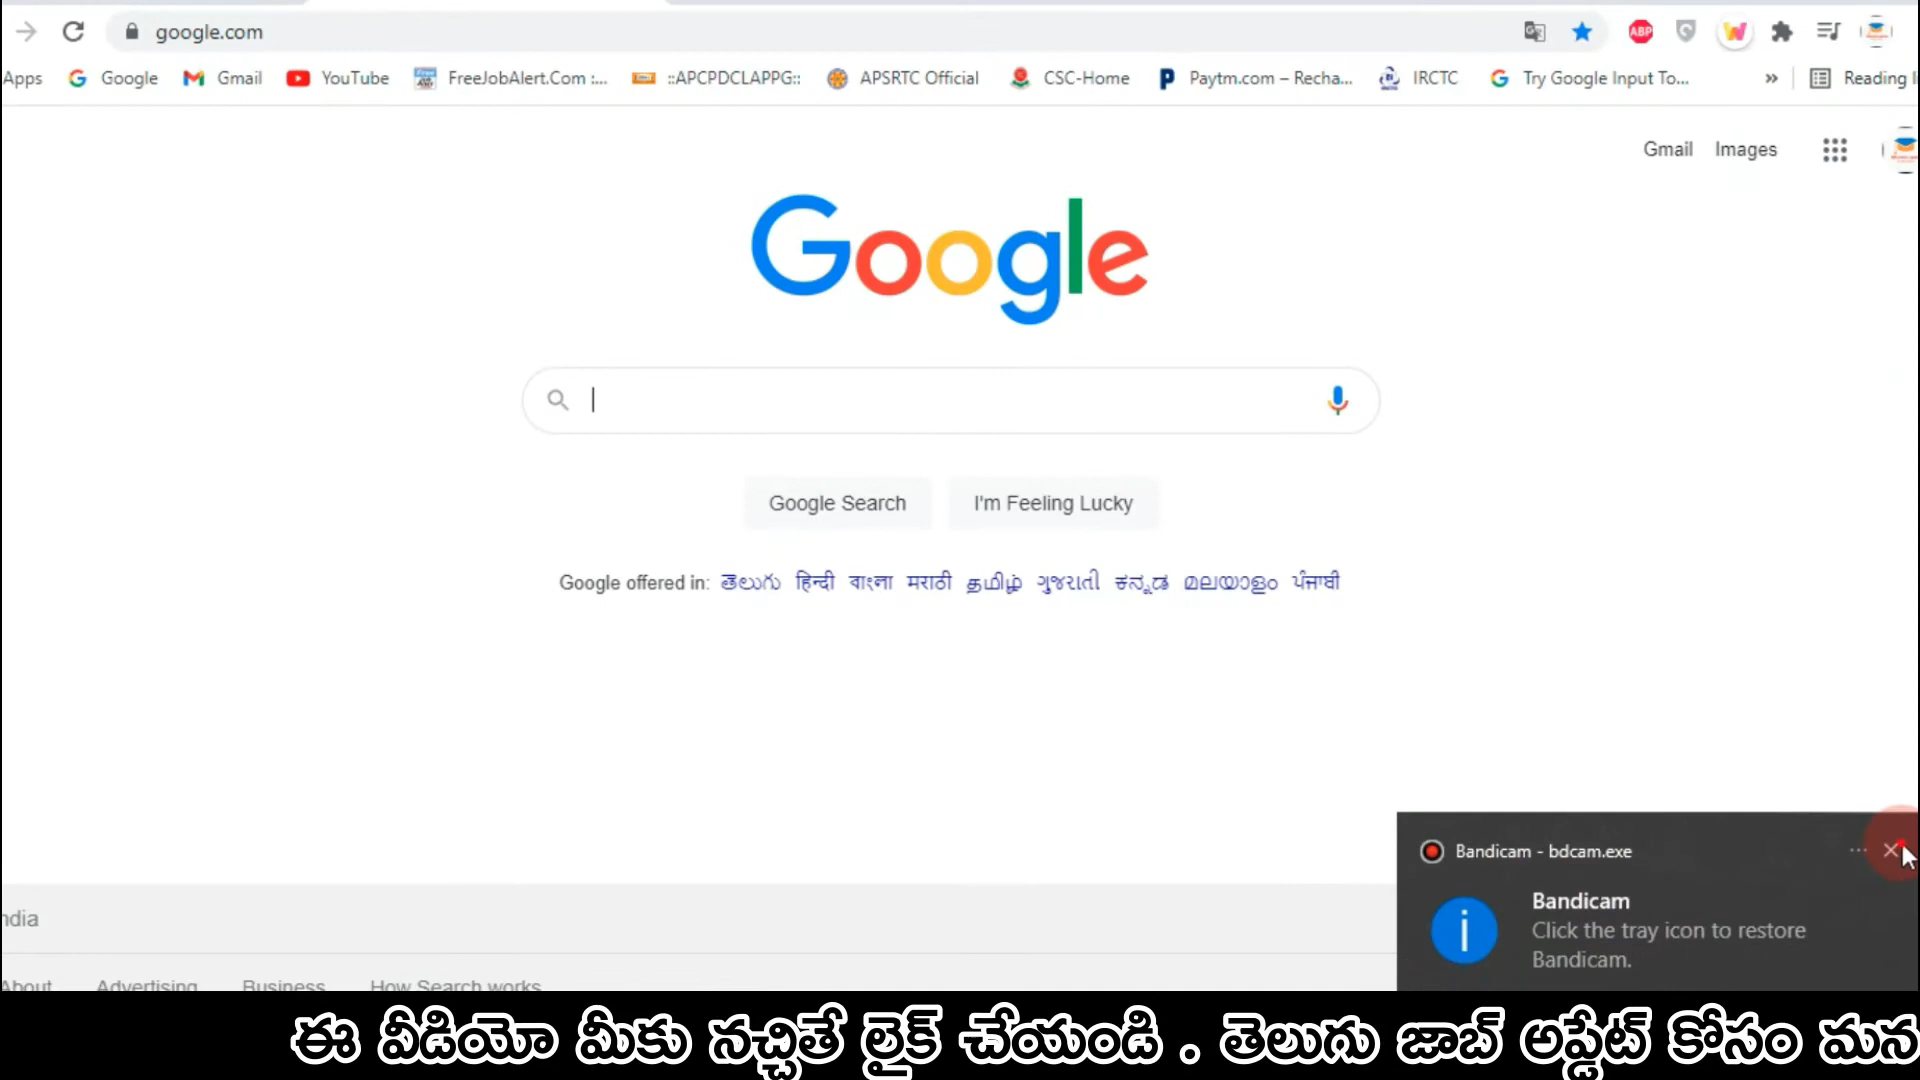 google.com
ABP
Apps Google Gmail YouTube FreeJobAlert.Com :... ::APCPDCLAPPG:: APSRTC Official CSC-Home Paytm.com – Recha... IRCTC Try Google Input To... » Reading l
Gmail Images
Google
Google Search I'm Feeling Lucky
Google offered in: తెలుగు हिन्दी বাংলা मराठी தமிழ் ગુજરાતી ಕನ್ನಡ മലയാളം ਪੰਜਾਬੀ
Bandicam - bdcam.exe
Bandicam
Click the tray icon to restore
Bandicam.
ndia
About Advertising Business How Search works
ఈ వీడియో మీకు నచ్చితే లైక్ చేయండి . తెలుగు జాబ్ అప్డేట్ కోసం మన